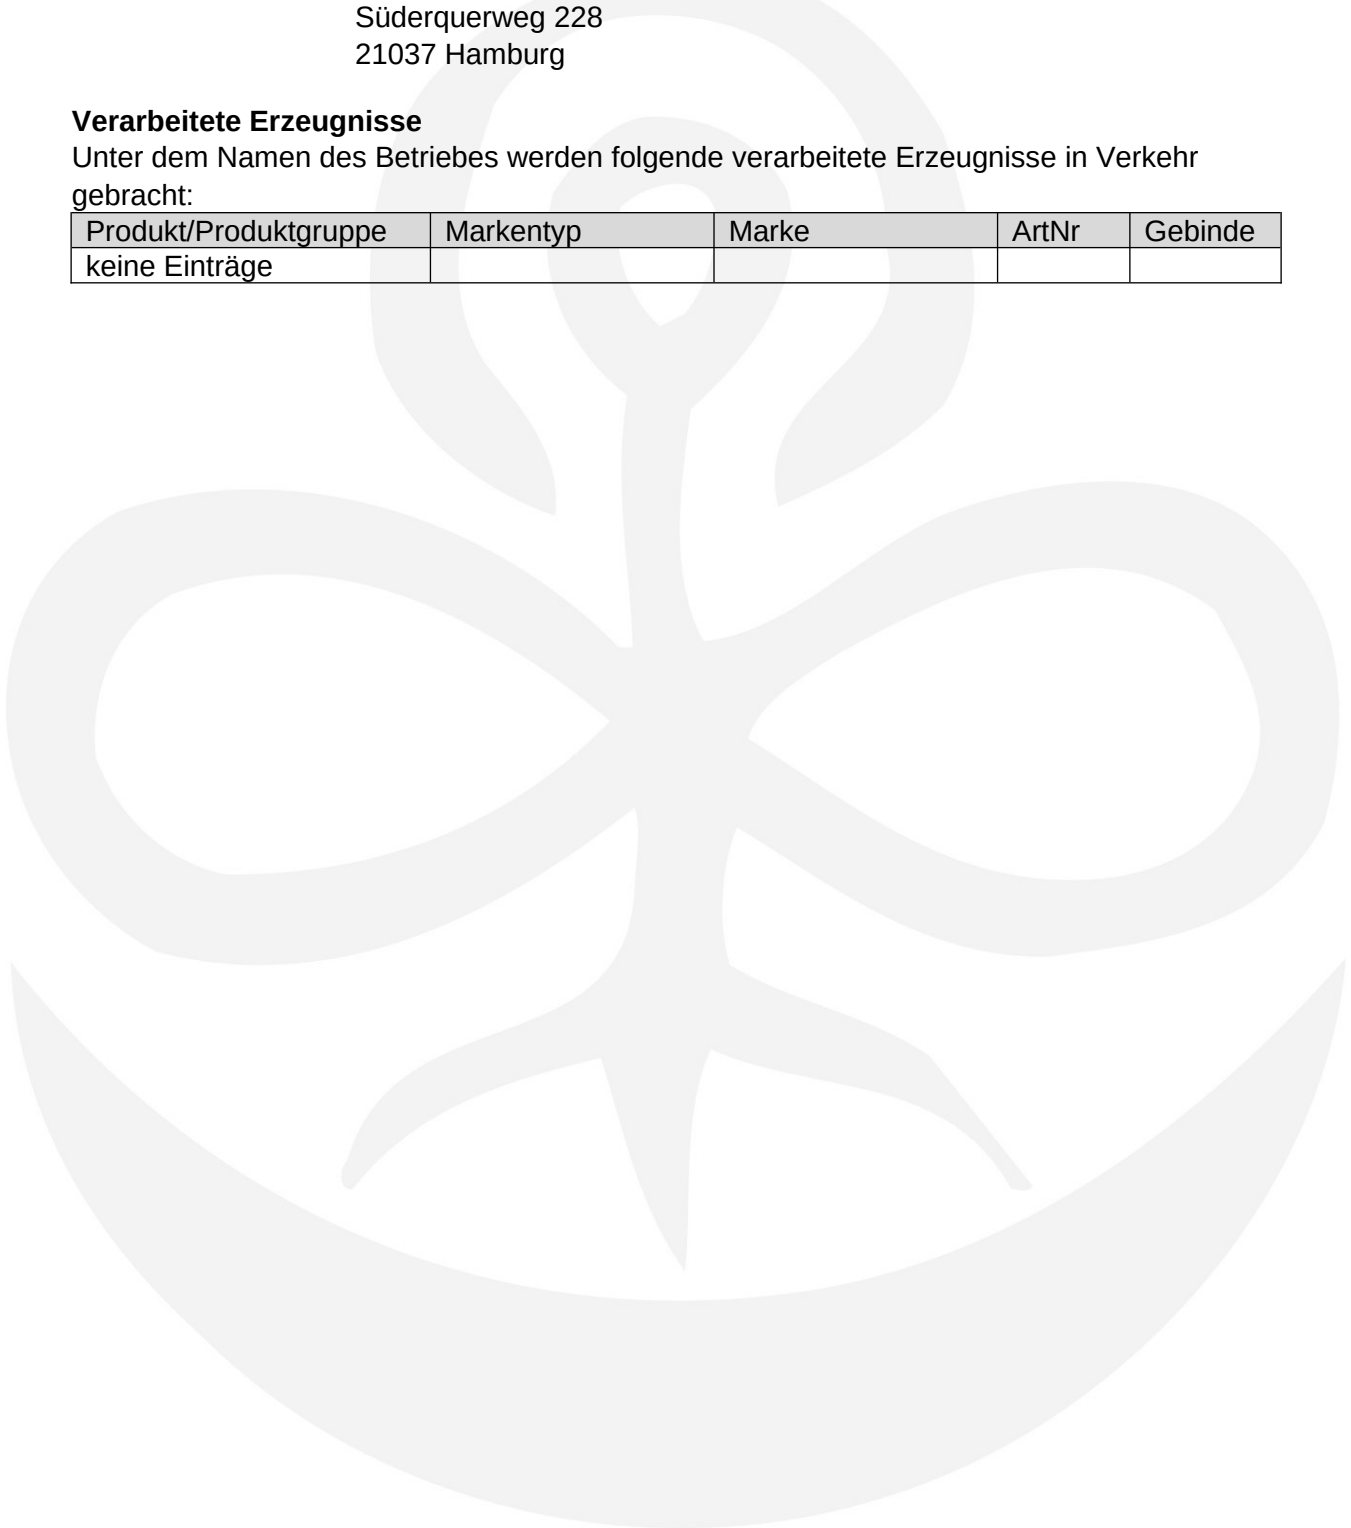 Süderquerweg 228
21037 Hamburg
Verarbeitete Erzeugnisse
Unter dem Namen des Betriebes werden folgende verarbeitete Erzeugnisse in Verkehr
gebracht:
Produkt/Produktgruppe Markentyp Marke ArtNr Gebinde
keine Einträge